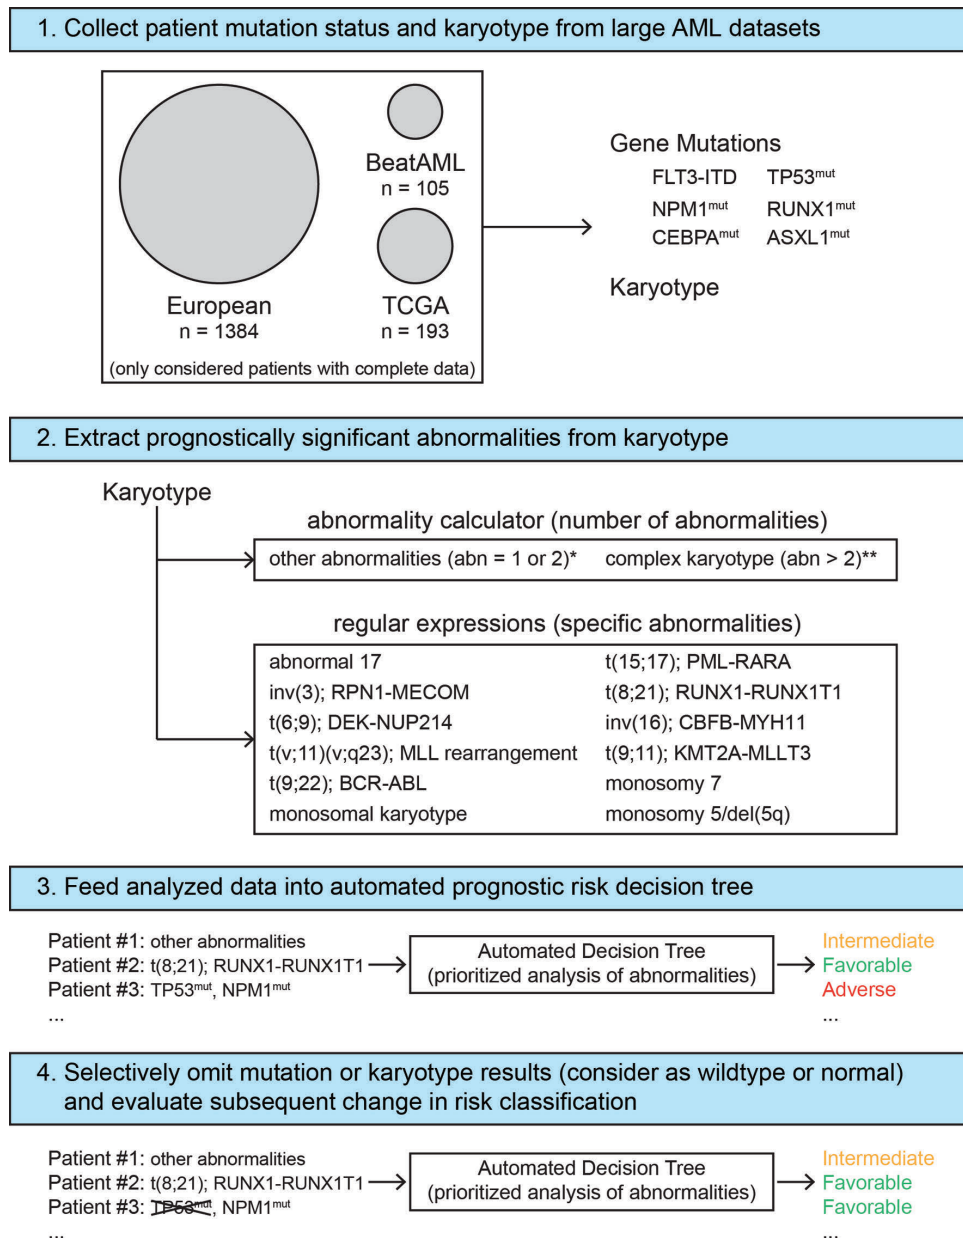 1. Collect patient mutation status and karyotype from large AML datasets
BeatAML
n = 105
European
n = 1384
TCGA
n = 193
(only considered patients with complete data)
Gene Mutations
FLT3-ITD TP53mut
NPM1mut RUNX1mut
CEBPAmut ASXL1mut
Karyotype
2. Extract prognostically significant abnormalities from karyotype
Karyotype
abnormality calculator (number of abnormalities)
other abnormalities (abn = 1 or 2)* complex karyotype (abn > 2)**
regular expressions (specific abnormalities)
abnormal 17 t(15;17); PML-RARA
inv(3); RPN1-MECOM t(8;21); RUNX1-RUNX1T1
t(6;9); DEK-NUP214 inv(16); CBFB-MYH11
t(v;11)(v;q23); MLL rearrangement t(9;11); KMT2A-MLLT3
t(9;22); BCR-ABL monosomy 7
monosomal karyotype monosomy 5/del(5q)
3. Feed analyzed data into automated prognostic risk decision tree
Patient #1: other abnormalities
Patient #2: t(8;21); RUNX1-RUNX1T1
Patient #3: TP53mut, NPM1mut
...
Automated Decision Tree
(prioritized analysis of abnormalities)
Intermediate
Favorable
Adverse
...
4. Selectively omit mutation or karyotype results (consider as wildtype or normal)
and evaluate subsequent change in risk classification
Patient #1: other abnormalities
Patient #2: t(8;21); RUNX1-RUNX1T1
Patient #3: TP53mut, NPM1mut
...
Automated Decision Tree
(prioritized analysis of abnormalities)
Intermediate
Favorable
Favorable
...